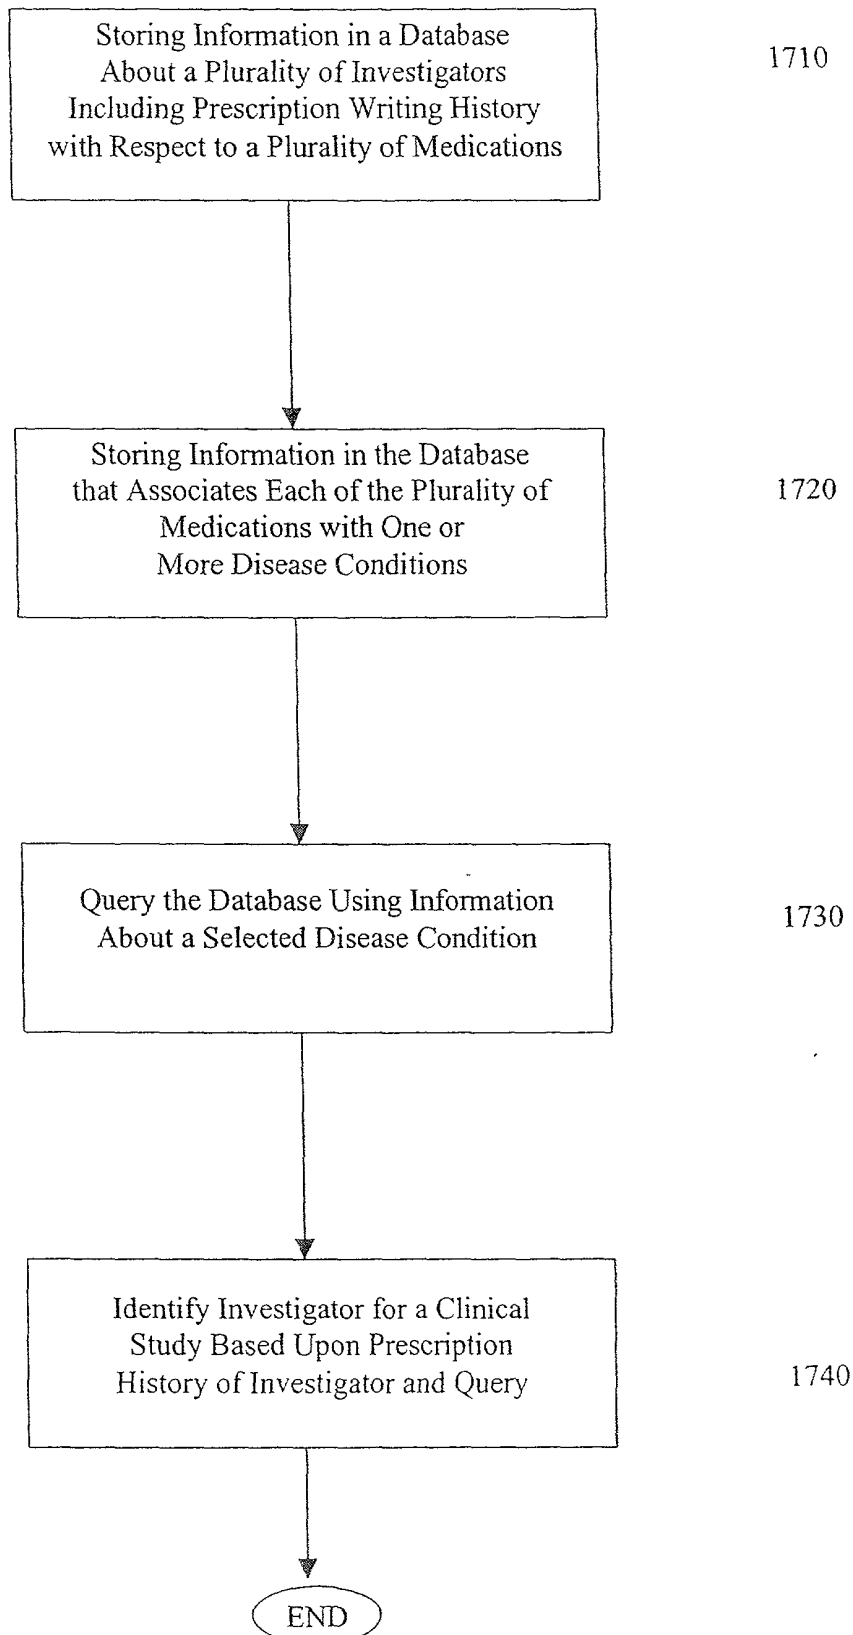 Storing Information in a Database
About a Plurality of Investigators
Including Prescription Writing History
with Respect to a Plurality of Medications
1710
Storing Information in the Database
that Associates Each of the Plurality of
Medications with One or
More Disease Conditions
1720
Query the Database Using Information
About a Selected Disease Condition
1730
Identify Investigator for a Clinical
Study Based Upon Prescription
History of Investigator and Query
1740
END